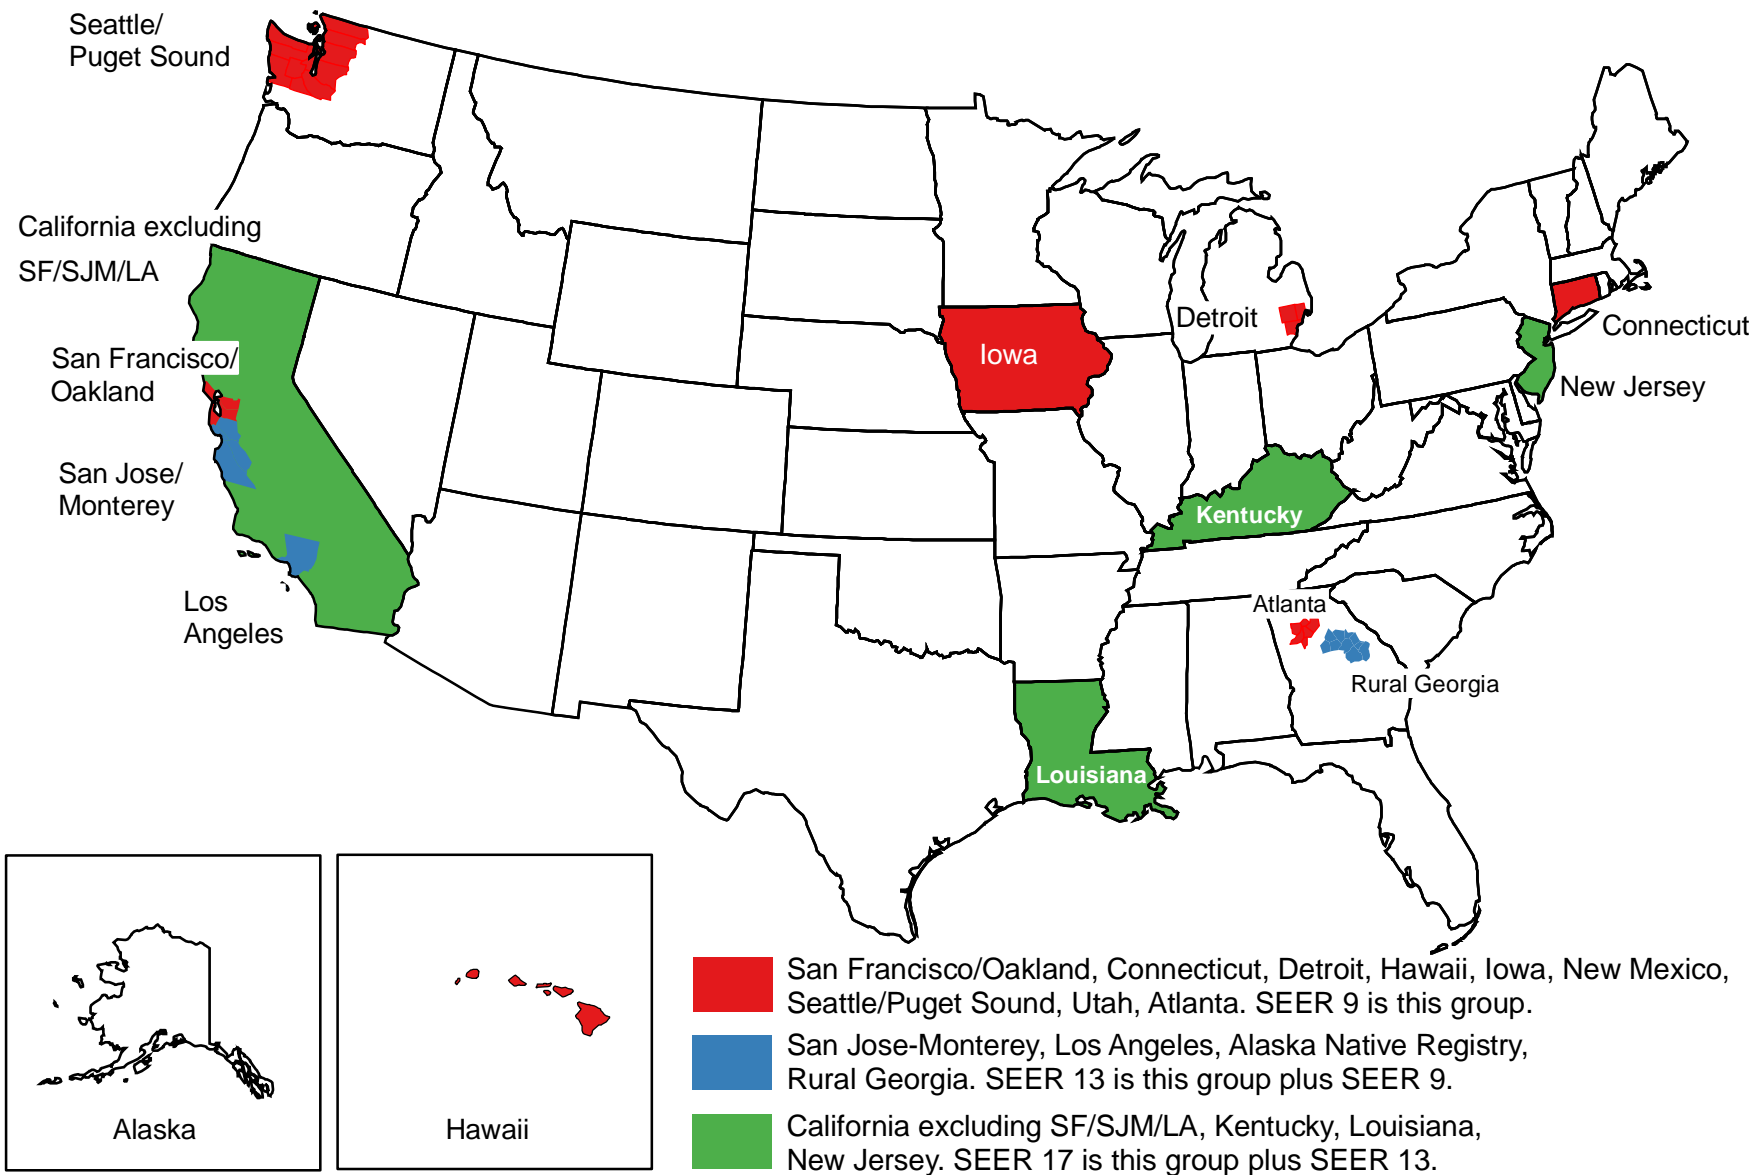 Seattle/
Puget Sound
California excluding
SF/SJM/LA
San Francisco/
Oakland
San Jose/
Monterey
Los
Angeles
Iowa
Detroit
Connecticut
New Jersey
Kentucky
Atlanta
Rural Georgia
Louisiana
Alaska
Hawaii
San Francisco/Oakland, Connecticut, Detroit, Hawaii, Iowa, New Mexico,
Seattle/Puget Sound, Utah, Atlanta. SEER 9 is this group.
San Jose-Monterey, Los Angeles, Alaska Native Registry,
Rural Georgia. SEER 13 is this group plus SEER 9.
California excluding SF/SJM/LA, Kentucky, Louisiana,
New Jersey. SEER 17 is this group plus SEER 13.